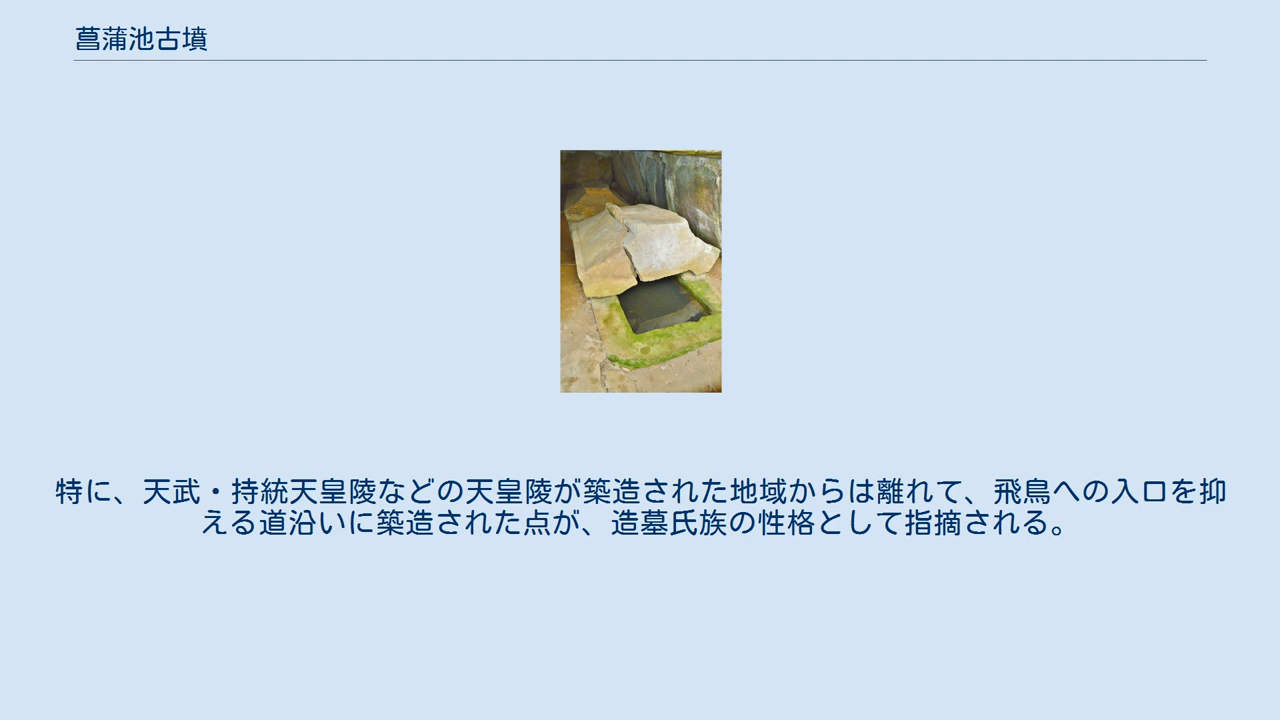 菖蒲池古墳
特に、天武・持統天皇陵などの天皇陵が築造された地域からは離れて、飛鳥への入口を抑
える道沿いに築造された点が、造墓氏族の性格として指摘される。